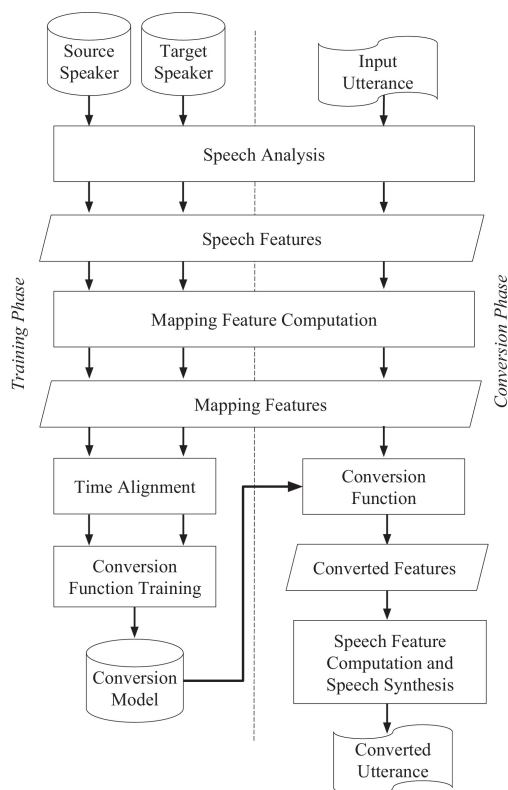 Source
Speaker
Target
Speaker
Input
Utterance
Speech Analysis
Speech Features
Training Phase
Mapping Feature Computation
Conversion Phase
Mapping Features
Time Alignment
Conversion
Function
Conversion
Function Training
Converted Features
Conversion
Model
Speech Feature
Computation and
Speech Synthesis
Converted
Utterance